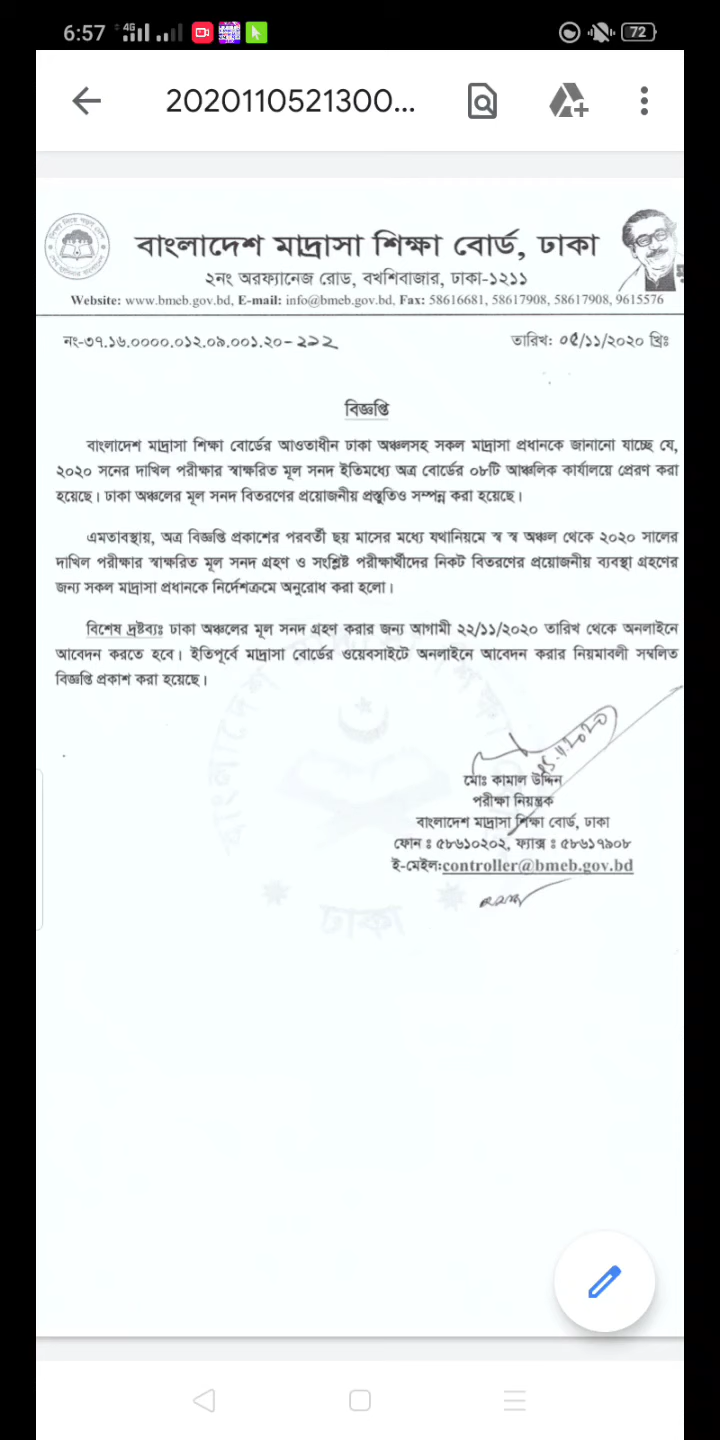 6:57
4G
72
2020110521300...
বাংলাদেশ মাদ্রাসা শিক্ষা বোর্ড, ঢাকা
২নং অরফ্যানেজ রোড, বখশিবাজার, ঢাকা-১২১১
Website: www.bmeb.gov.bd, E-mail: info@bmeb.gov.bd, Fax: 58616681, 58617908, 58617908, 9615576
নং-৩৭.১৬.০০০০.০১২.০৯.০০১.২০-২৯২ তারিখ: ০৫/১১/২০২০ খ্রিঃ
বিজ্ঞপ্তি
বাংলাদেশ মাদ্রাসা শিক্ষা বোর্ডের আওতাধীন ঢাকা অঞ্চলসহ সকল মাদ্রাসা প্রধানকে জানানো যাচ্ছে যে,
২০২০ সনের দাখিল পরীক্ষার স্বাক্ষরিত মূল সনদ ইতিমধ্যে অত্র বোর্ডের ০৮টি আঞ্চলিক কার্যালয়ে প্রেরণ করা
হয়েছে। ঢাকা অঞ্চলের মূল সনদ বিতরণের প্রয়োজনীয় প্রস্তুতিও সম্পন্ন করা হয়েছে।
এমতাবস্থায়, অত্র বিজ্ঞপ্তি প্রকাশের পরবর্তী ছয় মাসের মধ্যে যথানিয়মে স্ব স্ব অঞ্চল থেকে ২০২০ সালের
দাখিল পরীক্ষার স্বাক্ষরিত মূল সনদ গ্রহণ ও সংশ্লিষ্ট পরীক্ষার্থীদের নিকট বিতরণের প্রয়োজনীয় ব্যবস্থা গ্রহণের
জন্য সকল মাদ্রাসা প্রধানকে নির্দেশক্রমে অনুরোধ করা হলো।
বিশেষ দ্রষ্টব্যঃ ঢাকা অঞ্চলের মূল সনদ গ্রহণ করার জন্য আগামী ২২/১১/২০২০ তারিখ থেকে অনলাইনে
আবেদন করতে হবে। ইতিপূর্বে মাদ্রাসা বোর্ডের ওয়েবসাইটে অনলাইনে আবেদন করার নিয়মাবলী সম্বলিত
বিজ্ঞপ্তি প্রকাশ করা হয়েছে।
মোঃ কামাল উদ্দিন
পরীক্ষা নিয়ন্ত্রক
বাংলাদেশ মাদ্রাসা শিক্ষা বোর্ড, ঢাকা
ফোন ঃ ৫৮৬১০২০২, ফ্যাক্স ঃ ৫৮৬১৭৯০৮
ই-মেইল:controller@bmeb.gov.bd
ঢাকা